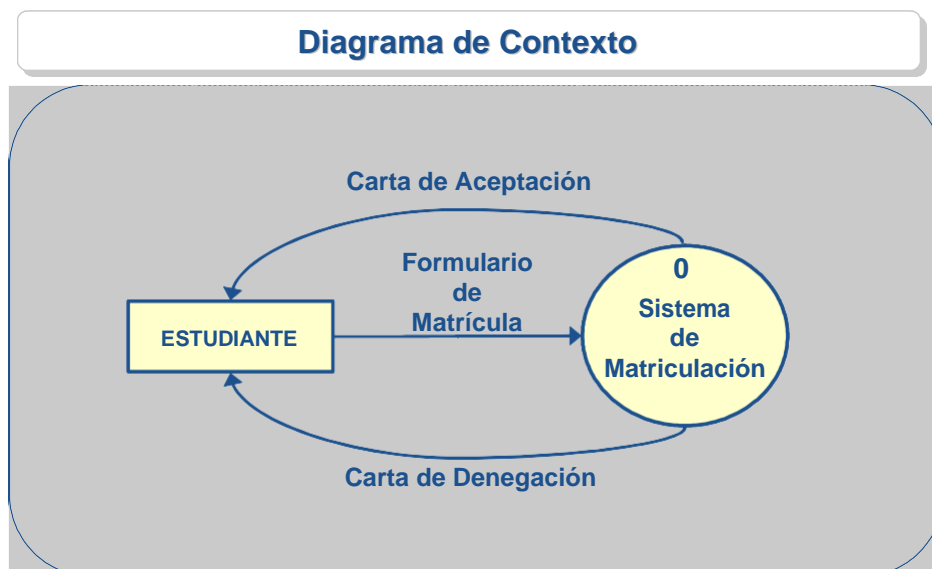 Diagrama de Contexto
Carta de Aceptación
Formulario
de
Matrícula
ESTUDIANTE
0
Sistema
de
Matriculación
Carta de Denegación